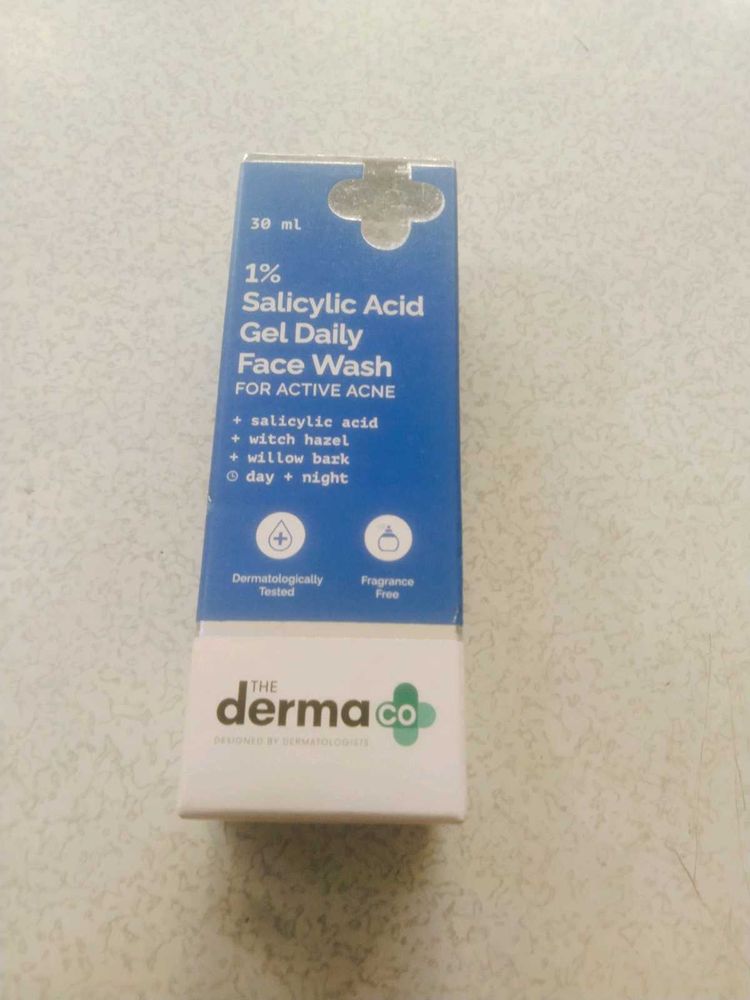 30 ml
1%
Salicylic Acid
Gel Daily
Face Wash
FOR ACTIVE ACNE
+ salicylic acid
+ witch hazel
+ willow bark
day + night
Dermatologically
Tested
Fragrance
Free
THE
derma co
DESIGNED BY DERMATOLOGISTS